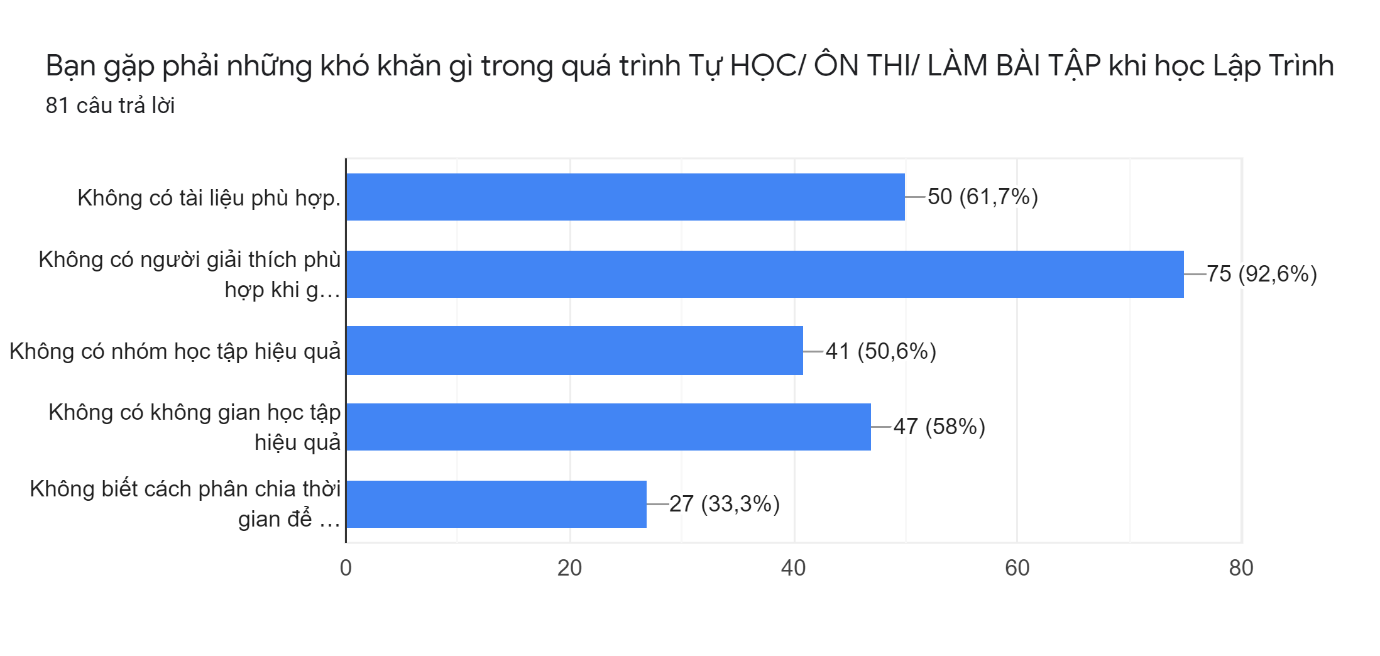 Bạn gặp phải những khó khăn gì trong quá trình Tự HỌC/ ÔN THI/ LÀM BÀI TẬP khi học Lập Trình
81 câu trả lời
Không có tài liệu phù hợp.
50 (61,7%)
Không có người giải thích phù
hợp khi g…
75 (92,6%)
Không có nhóm học tập hiệu quả
41 (50,6%)
Không có không gian học tập
hiệu quả
47 (58%)
Không biết cách phân chia thời
gian để …
27 (33,3%)
0 20 40 60 80